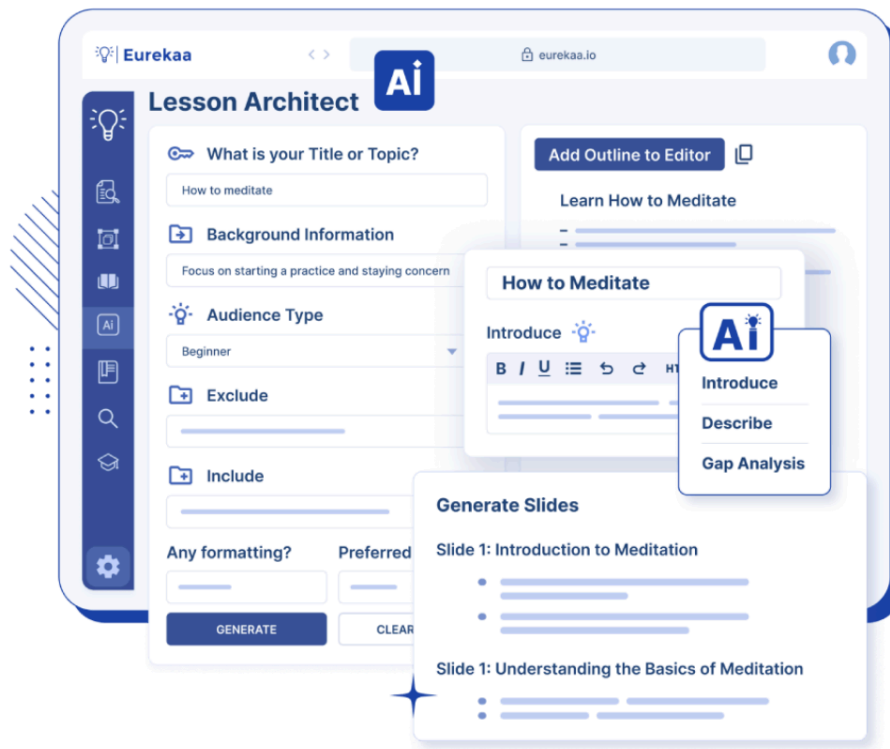 Eurekaa
eurekaa.io
Lesson Architect
Ai
What is your Title or Topic?
How to meditate
Background Information
Focus on starting a practice and staying concern
Audience Type
Beginner
Exclude
Include
Any formatting?
Preferred
GENERATE
CLEAR
Add Outline to Editor
Learn How to Meditate
How to Meditate
Introduce
B I U
Ai
Introduce
Describe
Gap Analysis
Generate Slides
Slide 1: Introduction to Meditation
Slide 1: Understanding the Basics of Meditation
Ai